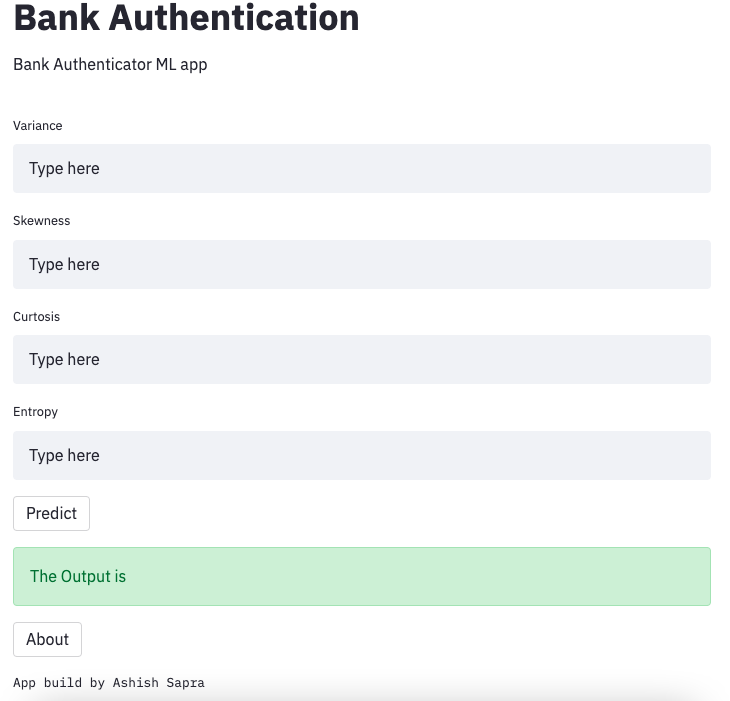 Bank Authentication
Bank Authenticator ML app
Variance
Type here
Skewness
Type here
Curtosis
Type here
Entropy
Type here
Predict
The Output is
About
App build by Ashish Sapra